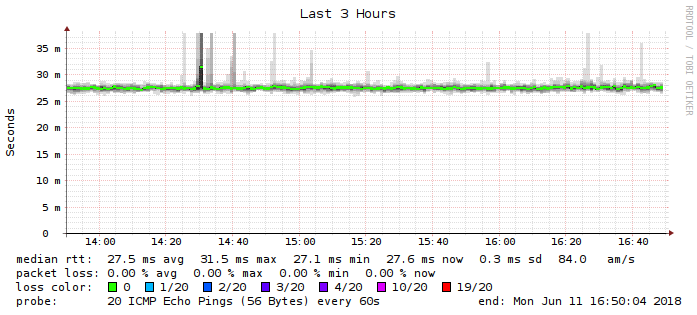 Last 3 Hours
RRDTOOL / TOBI OETIKER
Seconds
35 m
30 m
25 m
20 m
15 m
10 m
5 m
0
14:00 14:20 14:40 15:00 15:20 15:40 16:00 16:20 16:40
median rtt: 27.5 ms avg 31.5 ms max 27.1 ms min 27.6 ms now 0.3 ms sd 84.0 am/s
packet loss: 0.00 % avg 0.00 % max 0.00 % min 0.00 % now
loss color: 0 1/20 2/20 3/20 4/20 10/20 19/20
probe: 20 ICMP Echo Pings (56 Bytes) every 60s end: Mon Jun 11 16:50:04 2018